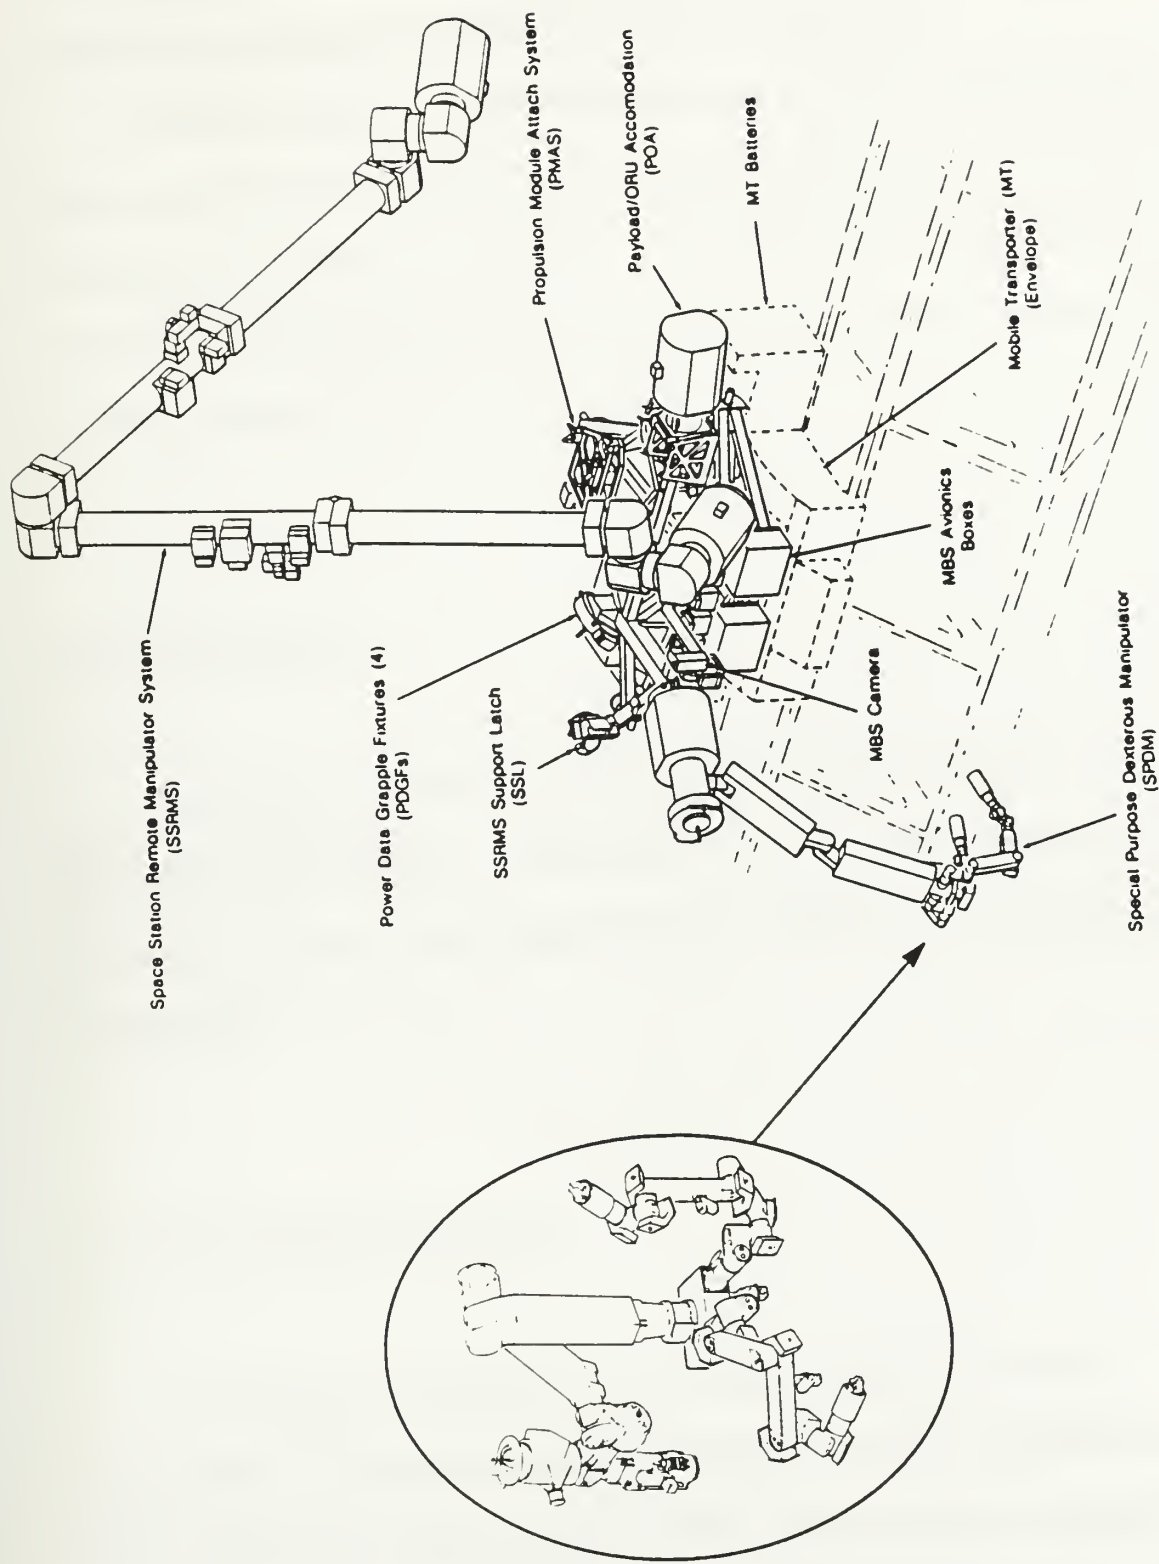 Space Station Remote Manipulator System
(SSRMS)
Power Data Grapple Fixtures (4)
(PDGFs)
SSRMS Support Latch
(SSL)
Propulsion Module Attach System
(PMAS)
Payload/ORU Accomodation
(POA)
MT Batteries
Mobile Transporter (MT)
(Envelope)
MBS Avionics
Boxes
MBS Camera
Special Purpose Dexterous Manipulator
(SPDM)